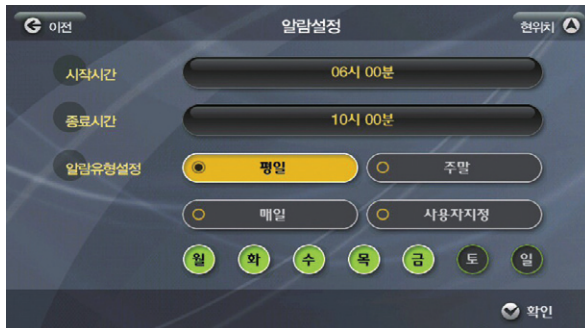 이전 알람설정 현위치
시작시간 06시 00분
종료시간 10시 00분
알람유형설정 평일 주말
매일 사용자지정
월 화 수 목 금 토 일
확인